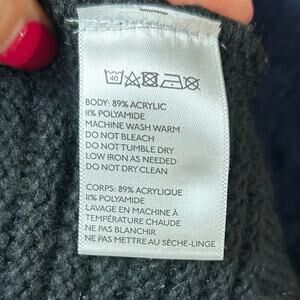 40
BODY: 89% ACRYLIC
11% POLYAMIDE
MACHINE WASH WARM
DO NOT BLEACH
DO NOT TUMBLE DRY
LOW IRON AS NEEDED
DO NOT DRY CLEAN
CORPS: 89% ACRYLIQUE
11% POLYAMIDE
LAVAGE EN MACHINE À
TEMPÉRATURE CHAUDE
NE PAS BLANCHIR
NE PAS METTRE AU SÈCHE-LINGE